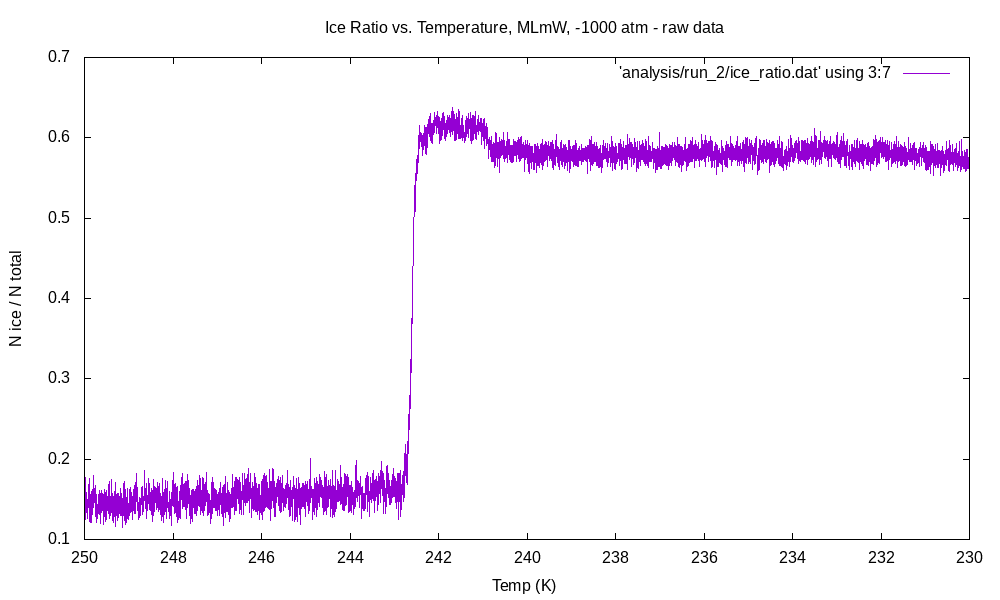 Ice Ratio vs. Temperature, MLmW, -1000 atm - raw data
'analysis/run_2/ice_ratio.dat' using 3:7
0.7
0.6
0.5
0.4
0.3
0.2
0.1
N ice / N total
250 248 246 244 242 240 238 236 234 232 230
Temp (K)